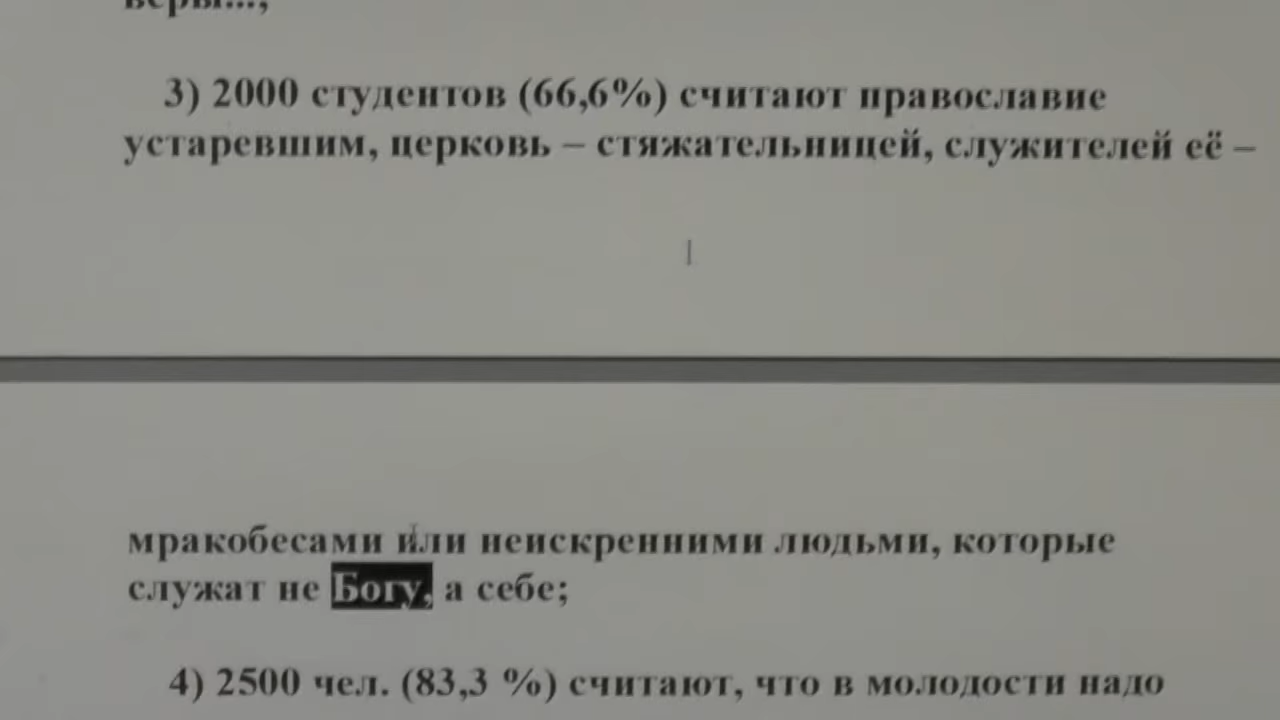 веры...;
3) 2000 студентов (66,6%) считают православие
устаревшим, церковь – стяжательницей, служителей её –
мракобесами или неискренними людьми, которые
служат не Богу, а себе;
4) 2500 чел. (83,3 %) считают, что в молодости надо